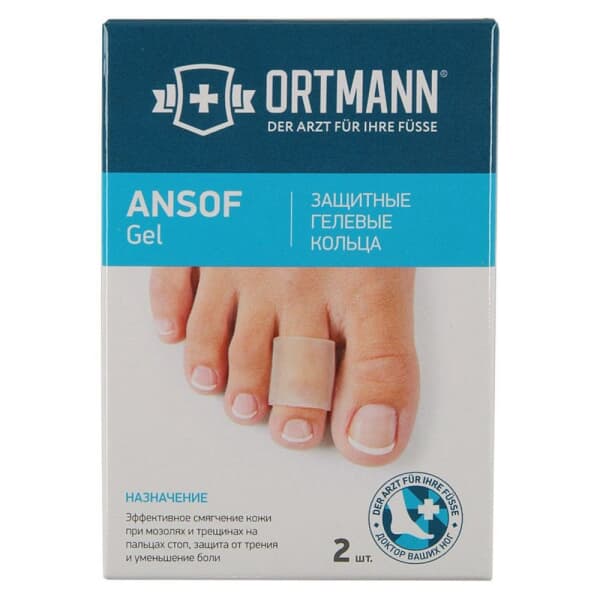 ORTMANN®
DER ARZT FÜR IHRE FÜSSE
ANSOF
Gel
ЗАЩИТНЫЕ
ГЕЛЕВЫЕ
КОЛЬЦА
НАЗНАЧЕНИЕ
Эффективное смягчение кожи
при мозолях и трещинах на
пальцах стоп, защита от трения
и уменьшение боли
2 шт.
DER ARZT FÜR IHRE FÜSSE
ДОКТОР ВАШИХ НОГ